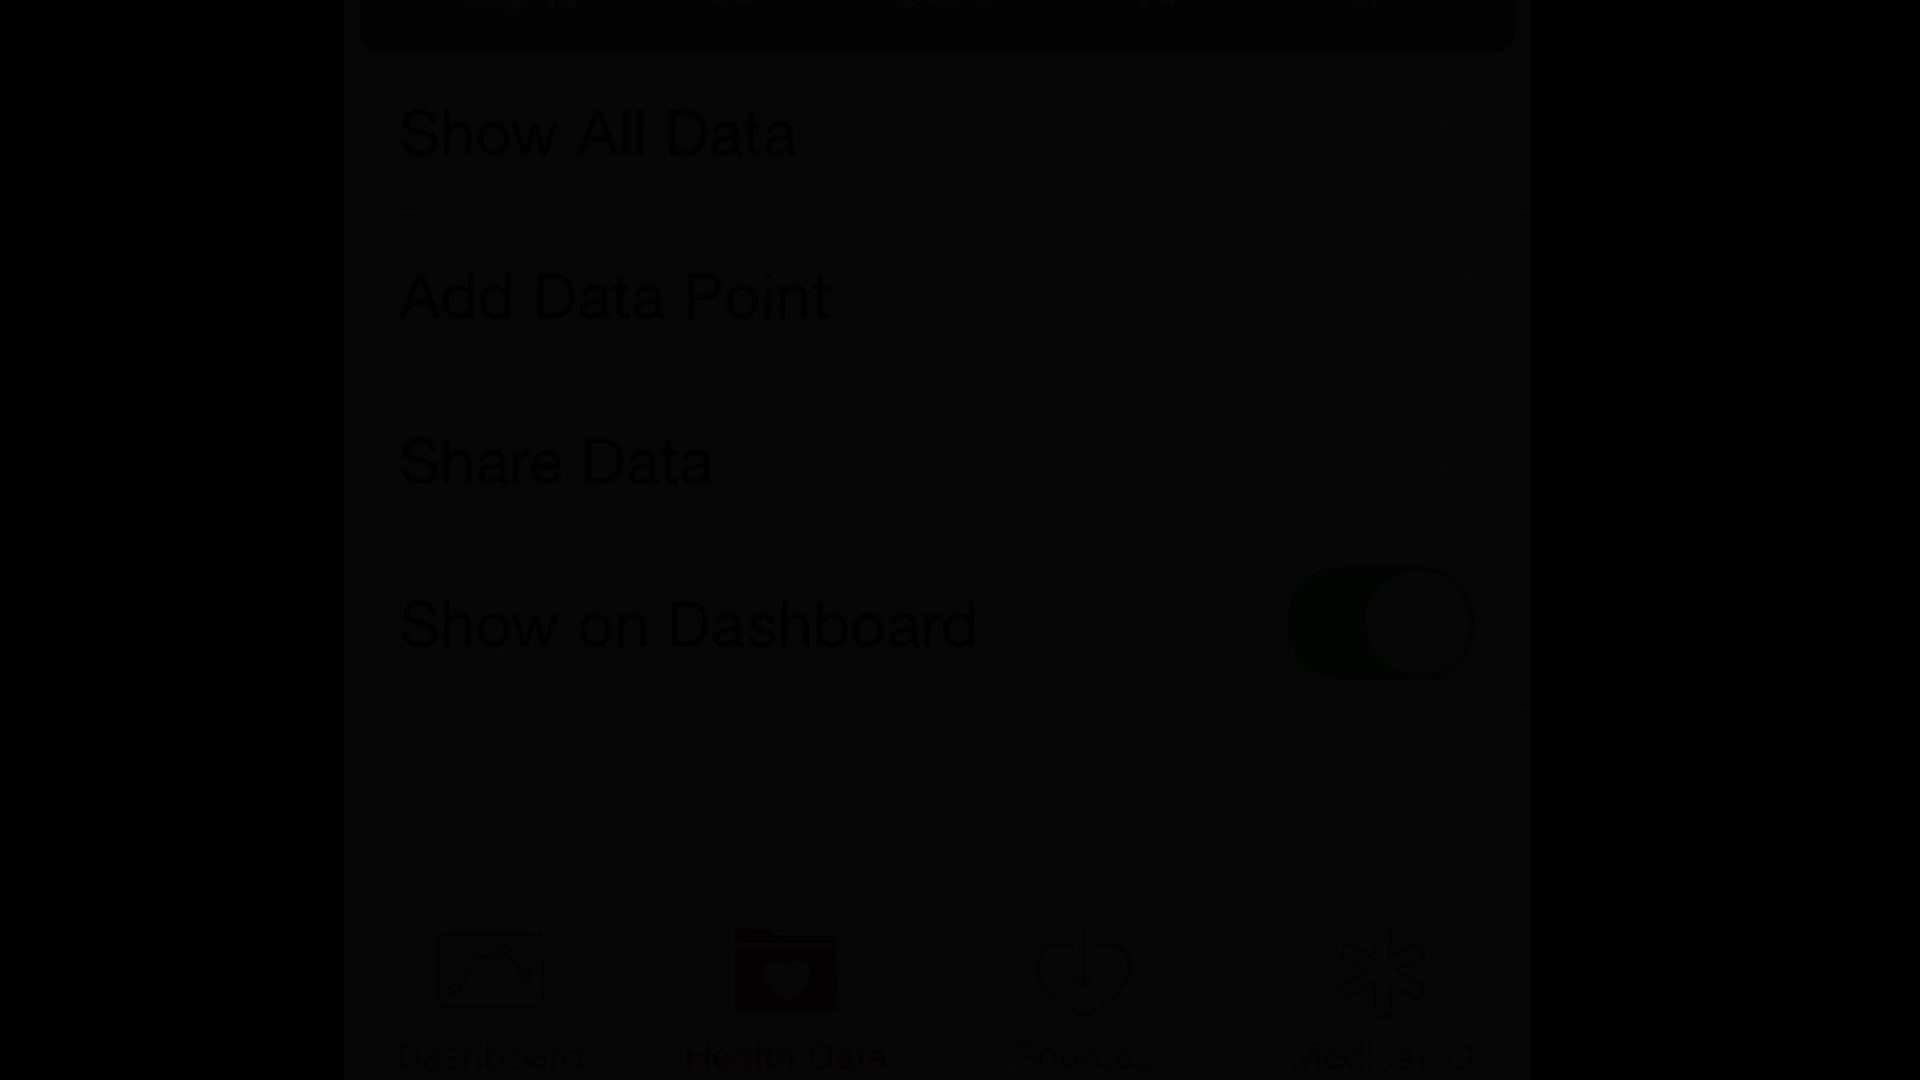 Show All Data
Add Data Point
Share Data
Show on Dashboard
Dashboard
Health Data
Sources
Medical ID